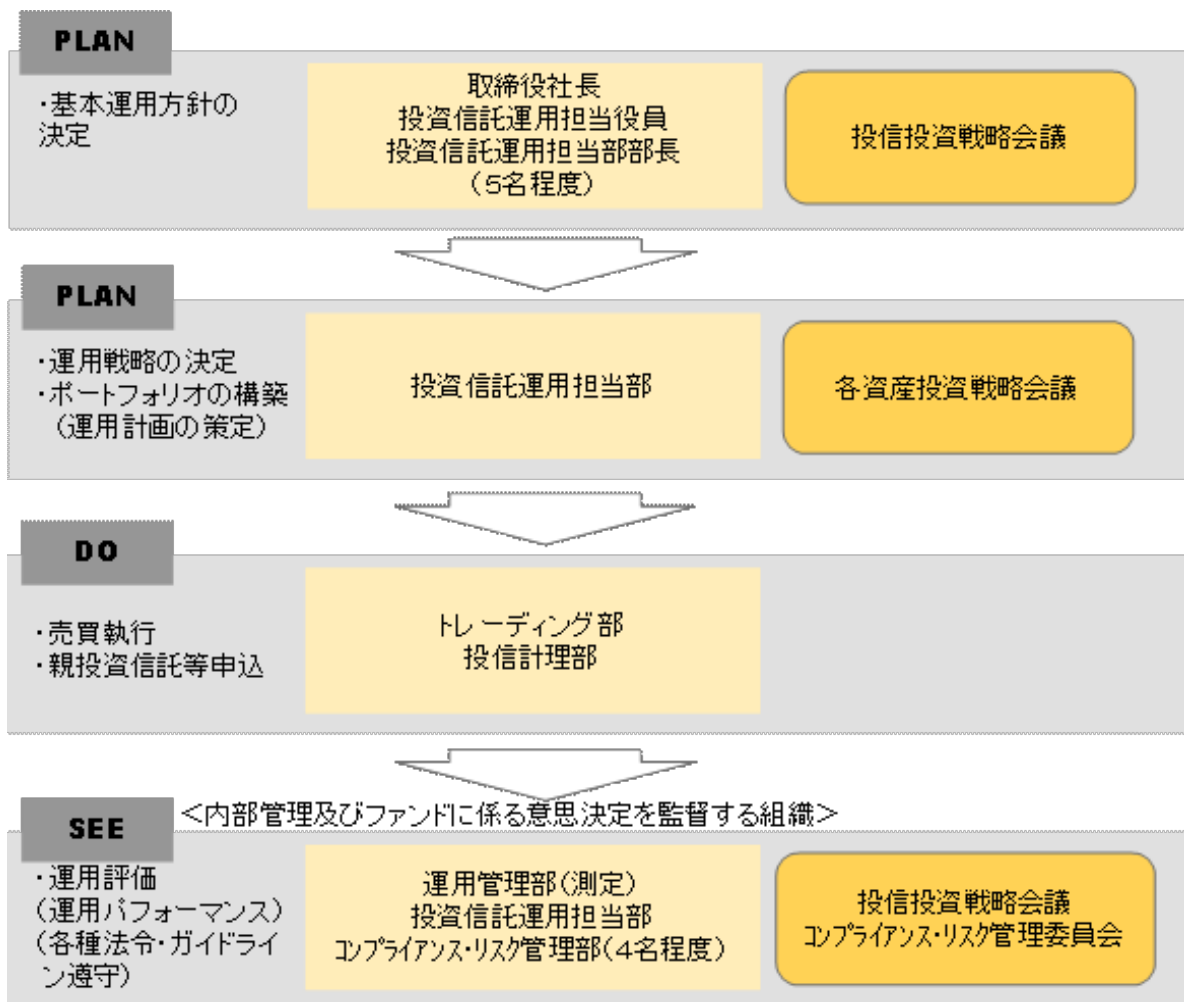 PLAN
・基本運用方針の
決定
取締役社長
投資信託運用担当役員
投資信託運用担当部部長
（5名程度）
投信投資戦略会議
PLAN
・運用戦略の決定
・ポートフォリオの構築
（運用計画の策定）
投資信託運用担当部
各資産投資戦略会議
DO
・売買執行
・親投資信託等申込
トレーディング部
投信計理部
SEE
＜内部管理及びファンドに係る意思決定を監督する組織＞
・運用評価
（運用パフォーマンス）
（各種法令・ガイドライ
ン遵守）
運用管理部（測定）
投資信託運用担当部
ｺﾝﾌﾟﾗｲｱﾝｽ・ﾘｽｸ管理部（4名程度）
投信投資戦略会議
ｺﾝﾌﾟﾗｲｱﾝｽ・ﾘｽｸ管理委員会